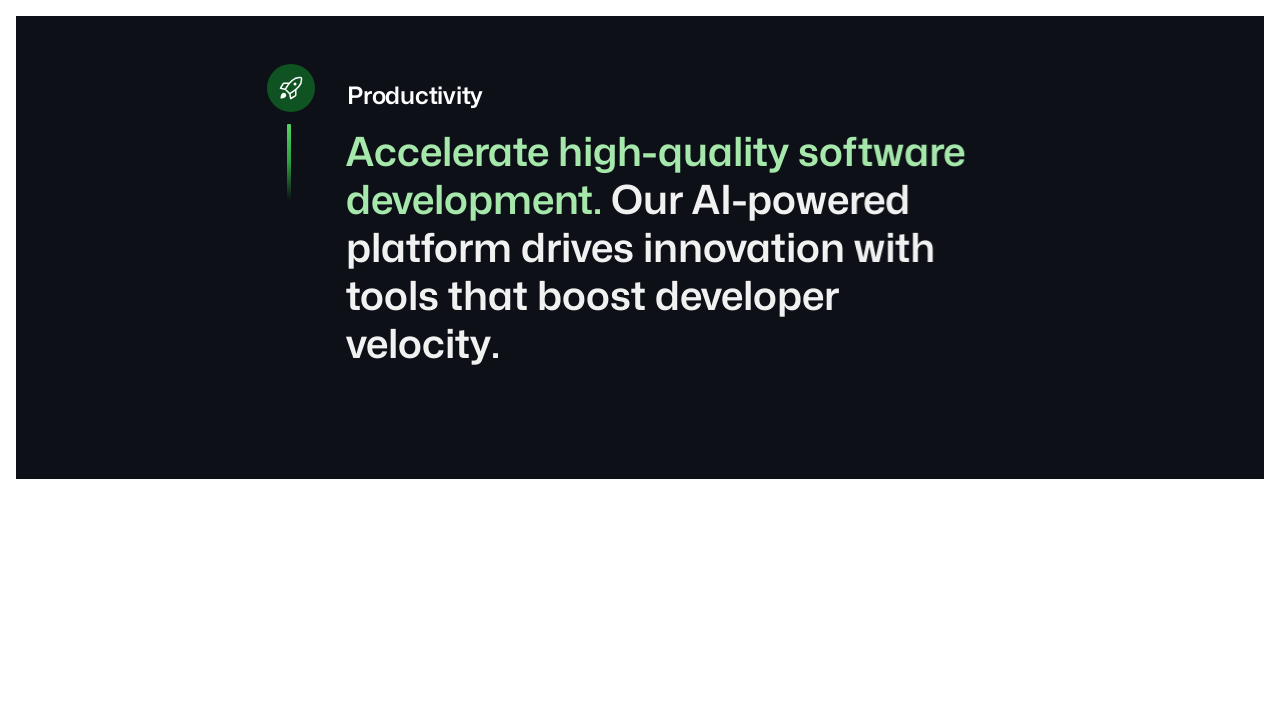 Productivity
Accelerate high-quality software
development. Our AI-powered
platform drives innovation with
tools that boost developer
velocity.